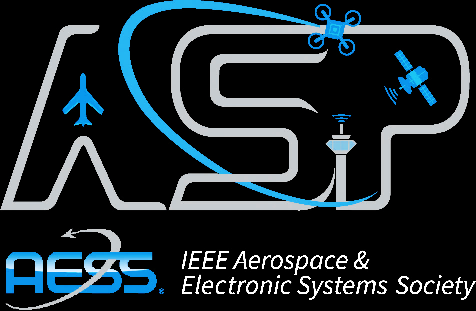 ASP
AESS®
IEEE Aerospace &
Electronic Systems Society